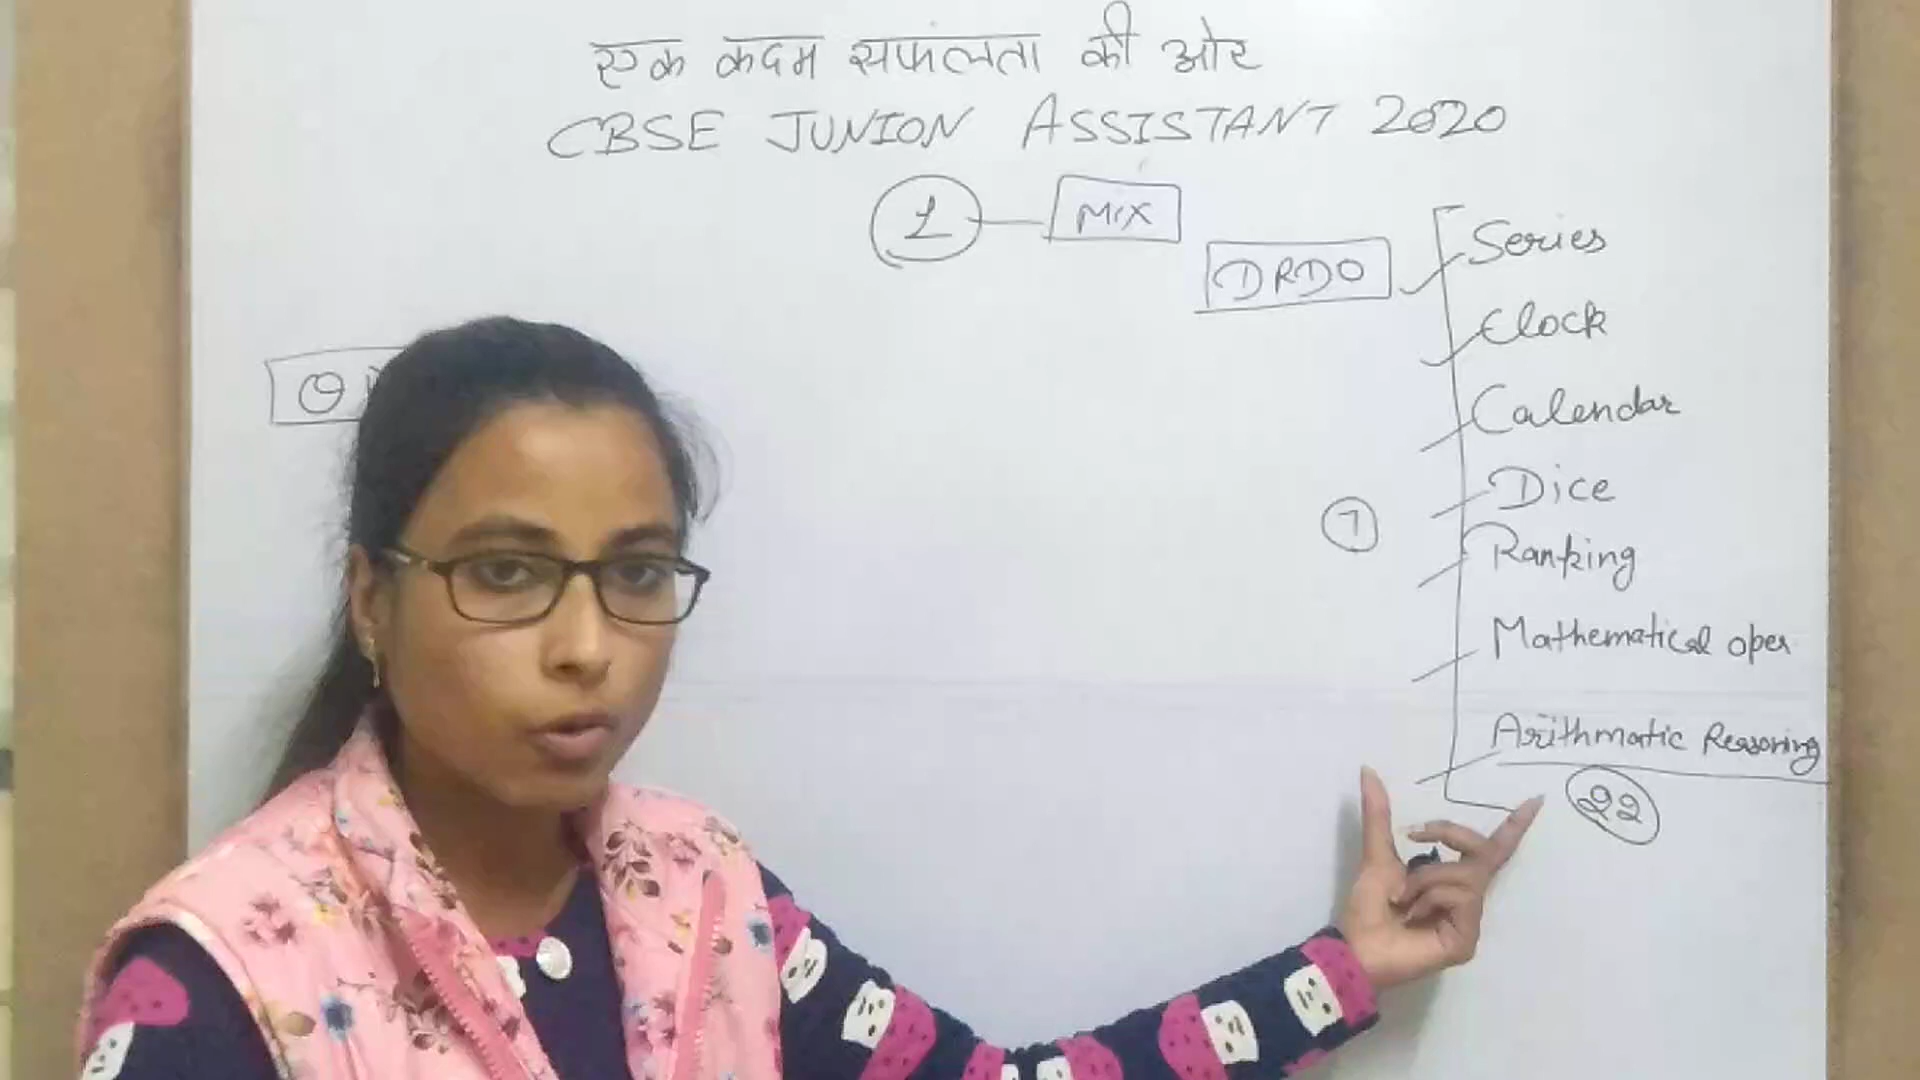 एक कदम सफलता की ओर
CBSE JUNION ASSISTANT 2020
1 MIX
DRDO
Series
Clock
Calendar
Dice
7
Ranking
Mathematical oper
Arithmatic Reasoning
22